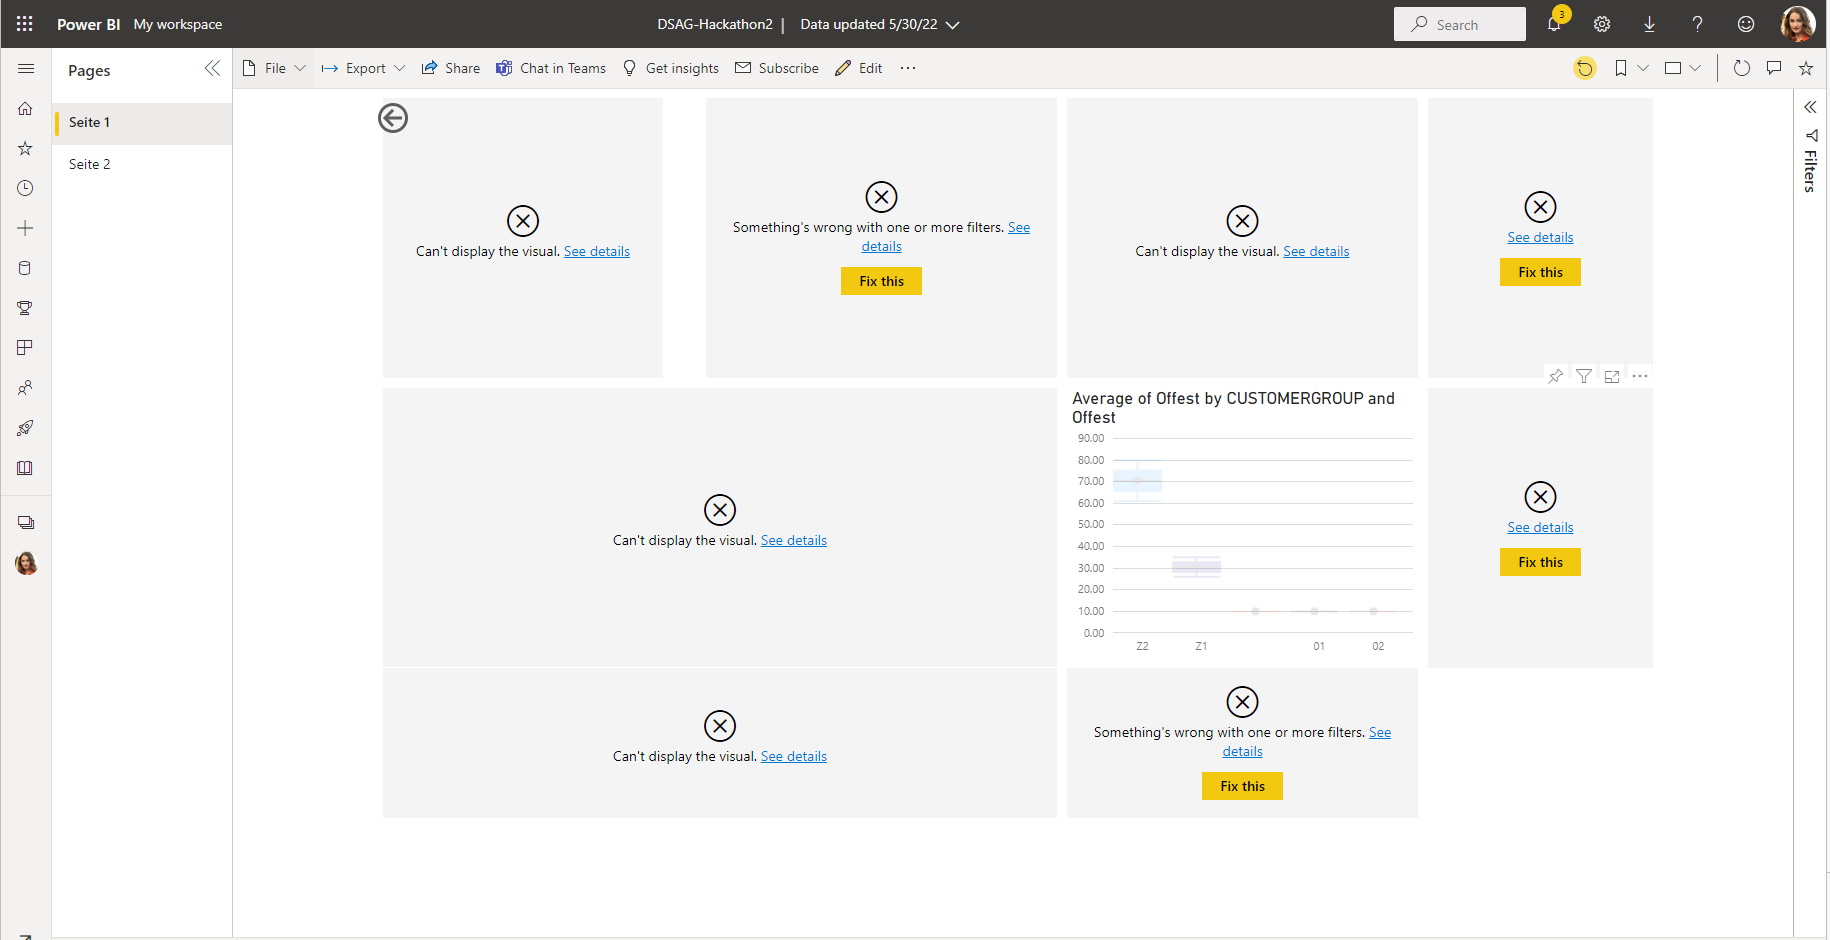 Power BI My workspace
DSAG-Hackathon2 | Data updated 5/30/22
Search
3
Pages
File Export Share Chat in Teams Get insights Subscribe Edit ...
Seite 1
Seite 2
Filters
Can't display the visual. See details
Something's wrong with one or more filters. See
details
Fix this
Can't display the visual. See details
See details
Fix this
Can't display the visual. See details
Average of Offest by CUSTOMERGROUP and
Offest
90.00
80.00
70.00
60.00
50.00
40.00
30.00
20.00
10.00
0.00
Z2 Z1 01 02
See details
Fix this
Can't display the visual. See details
Something's wrong with one or more filters. See
details
Fix this